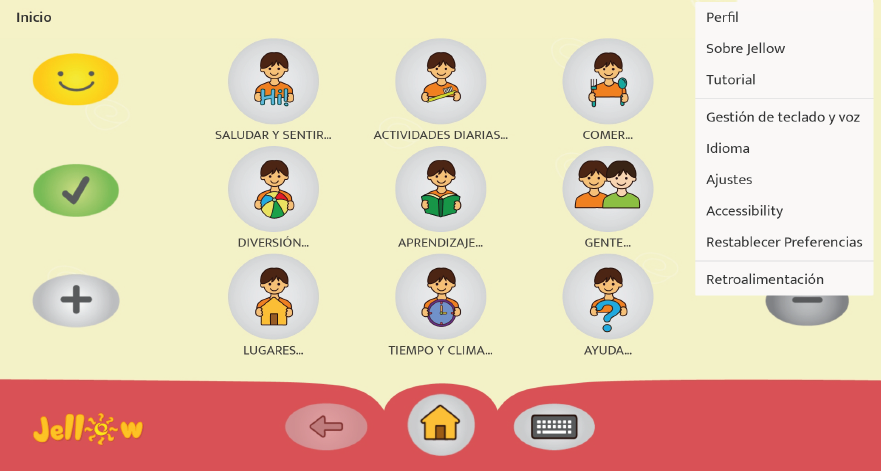 Inicio
Perfil
Sobre Jellow
Tutorial
Gestión de teclado y voz
Idioma
Ajustes
Accessibility
Restablecer Preferencias
Retroalimentación
Hi!
SALUDAR Y SENTIR...
ACTIVIDADES DIARIAS...
COMER...
DIVERSIÓN...
APRENDIZAJE...
GENTE...
LUGARES...
TIEMPO Y CLIMA...
AYUDA...
?
Jellow